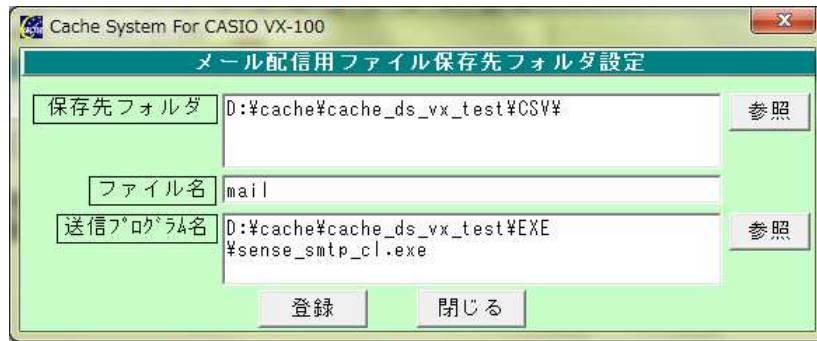 Cache System For CASIO VX-100
メール配信用ファイル保存先フォルダ設定
保存先フォルダ D:¥cache¥cache_ds_vx_test¥CSV¥ 参照
ファイル名 mail
送信ﾌﾟﾛｸﾞﾗﾑ名 D:¥cache¥cache_ds_vx_test¥EXE 参照
¥sense_smtp_cl.exe
登録 閉じる